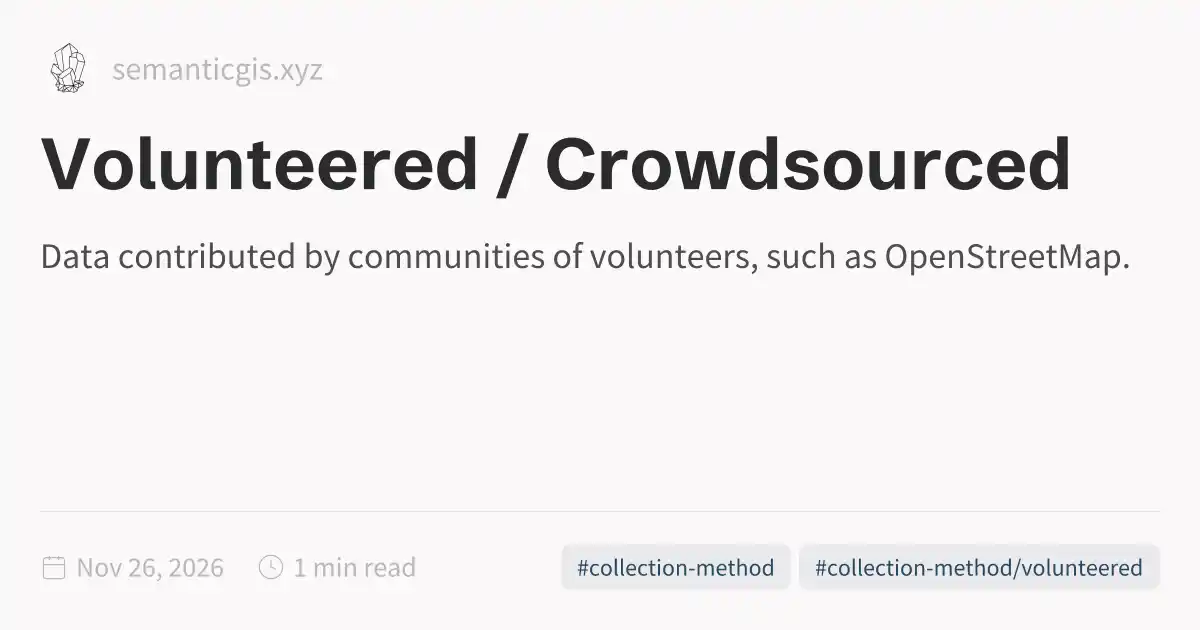 semanticgis.xyz
Volunteered / Crowdsourced
Data contributed by communities of volunteers, such as OpenStreetMap.
Nov 26, 2026 1 min read #collection-method #collection-method/volunteered